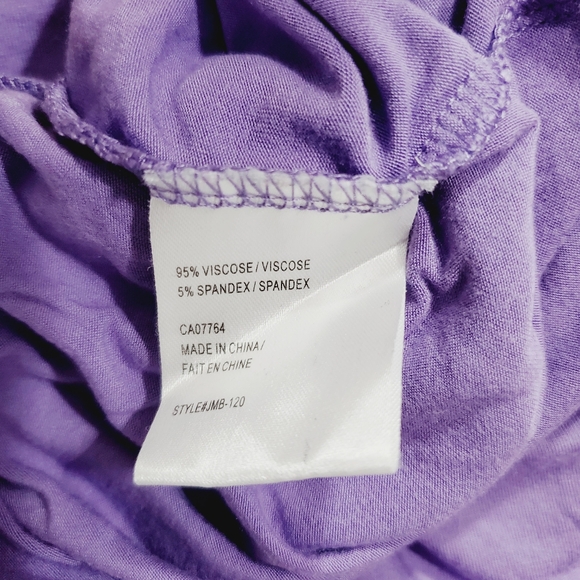 95% VISCOSE / VISCOSE
5% SPANDEX / SPANDEX
CA07764
MADE IN CHINA/
FAIT EN CHINE
STYLE#JMB-120